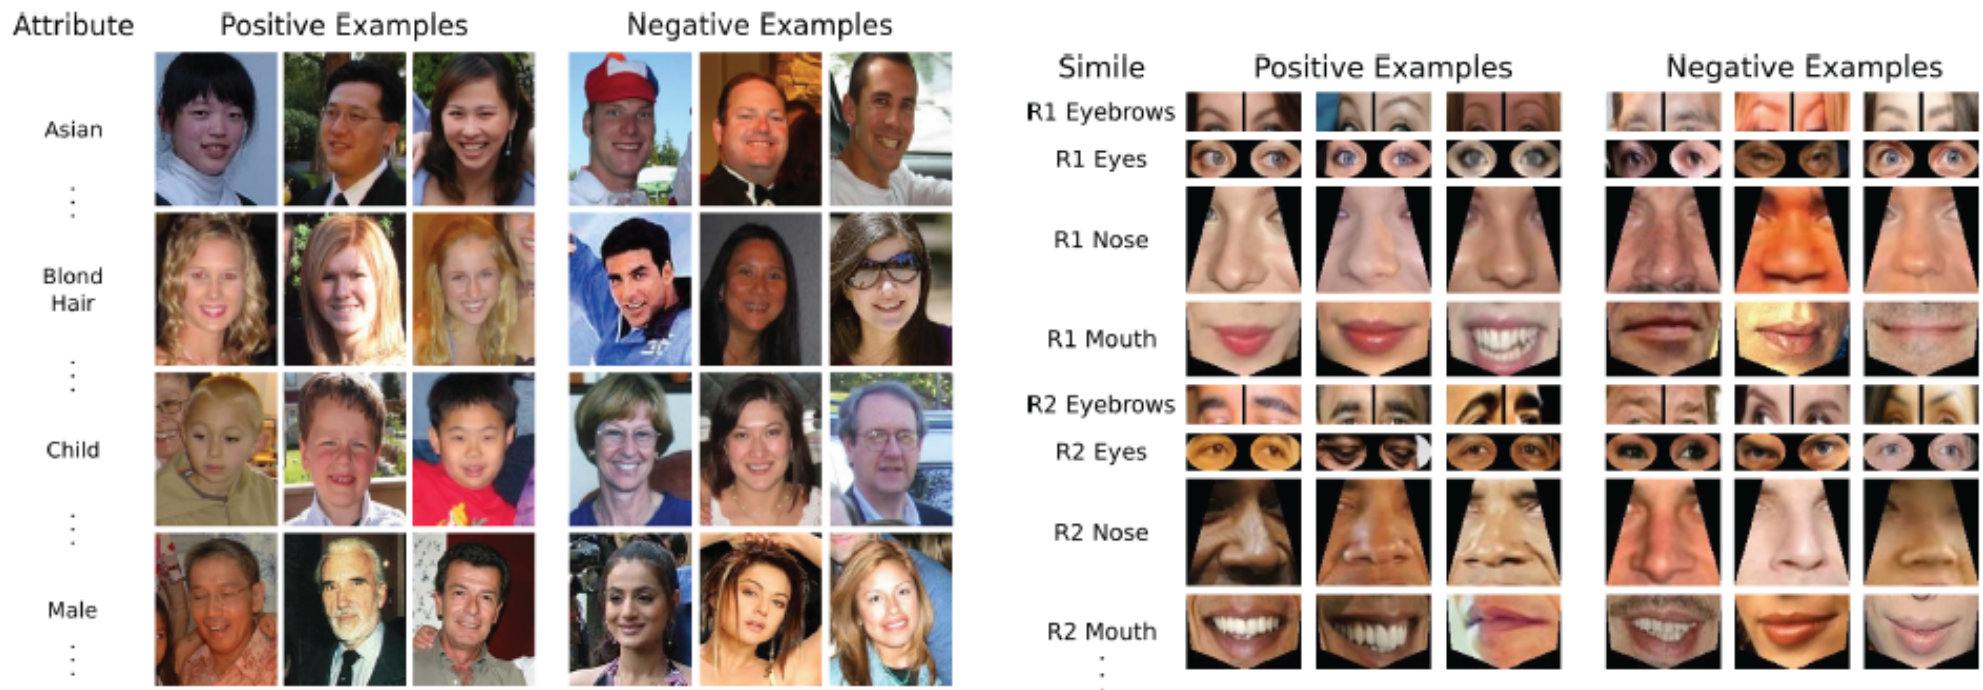 Attribute
Positive Examples
Negative Examples
Asian
Blond
Hair
Child
Male
Simile
Positive Examples
Negative Examples
R1 Eyebrows
R1 Eyes
R1 Nose
R1 Mouth
R2 Eyebrows
R2 Eyes
R2 Nose
R2 Mouth